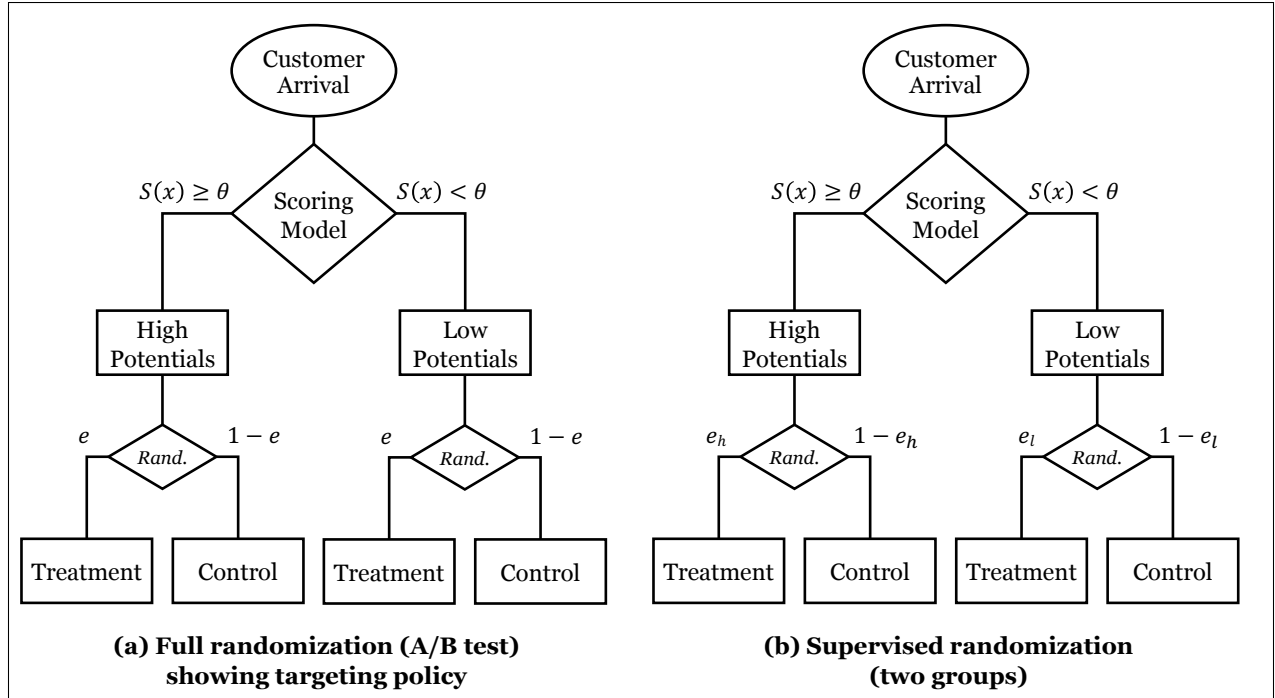 Customer
Arrival
S(x) ≥ θ
Scoring
Model
S(x) < θ
High
Potentials
Low
Potentials
e
Rand.
1 − e
e
Rand.
1 − e
Treatment
Control
Treatment
Control
(a) Full randomization (A/B test)
showing targeting policy
Customer
Arrival
S(x) ≥ θ
Scoring
Model
S(x) < θ
High
Potentials
Low
Potentials
e_h
Rand.
1 − e_h
e_l
Rand.
1 − e_l
Treatment
Control
Treatment
Control
(b) Supervised randomization
(two groups)